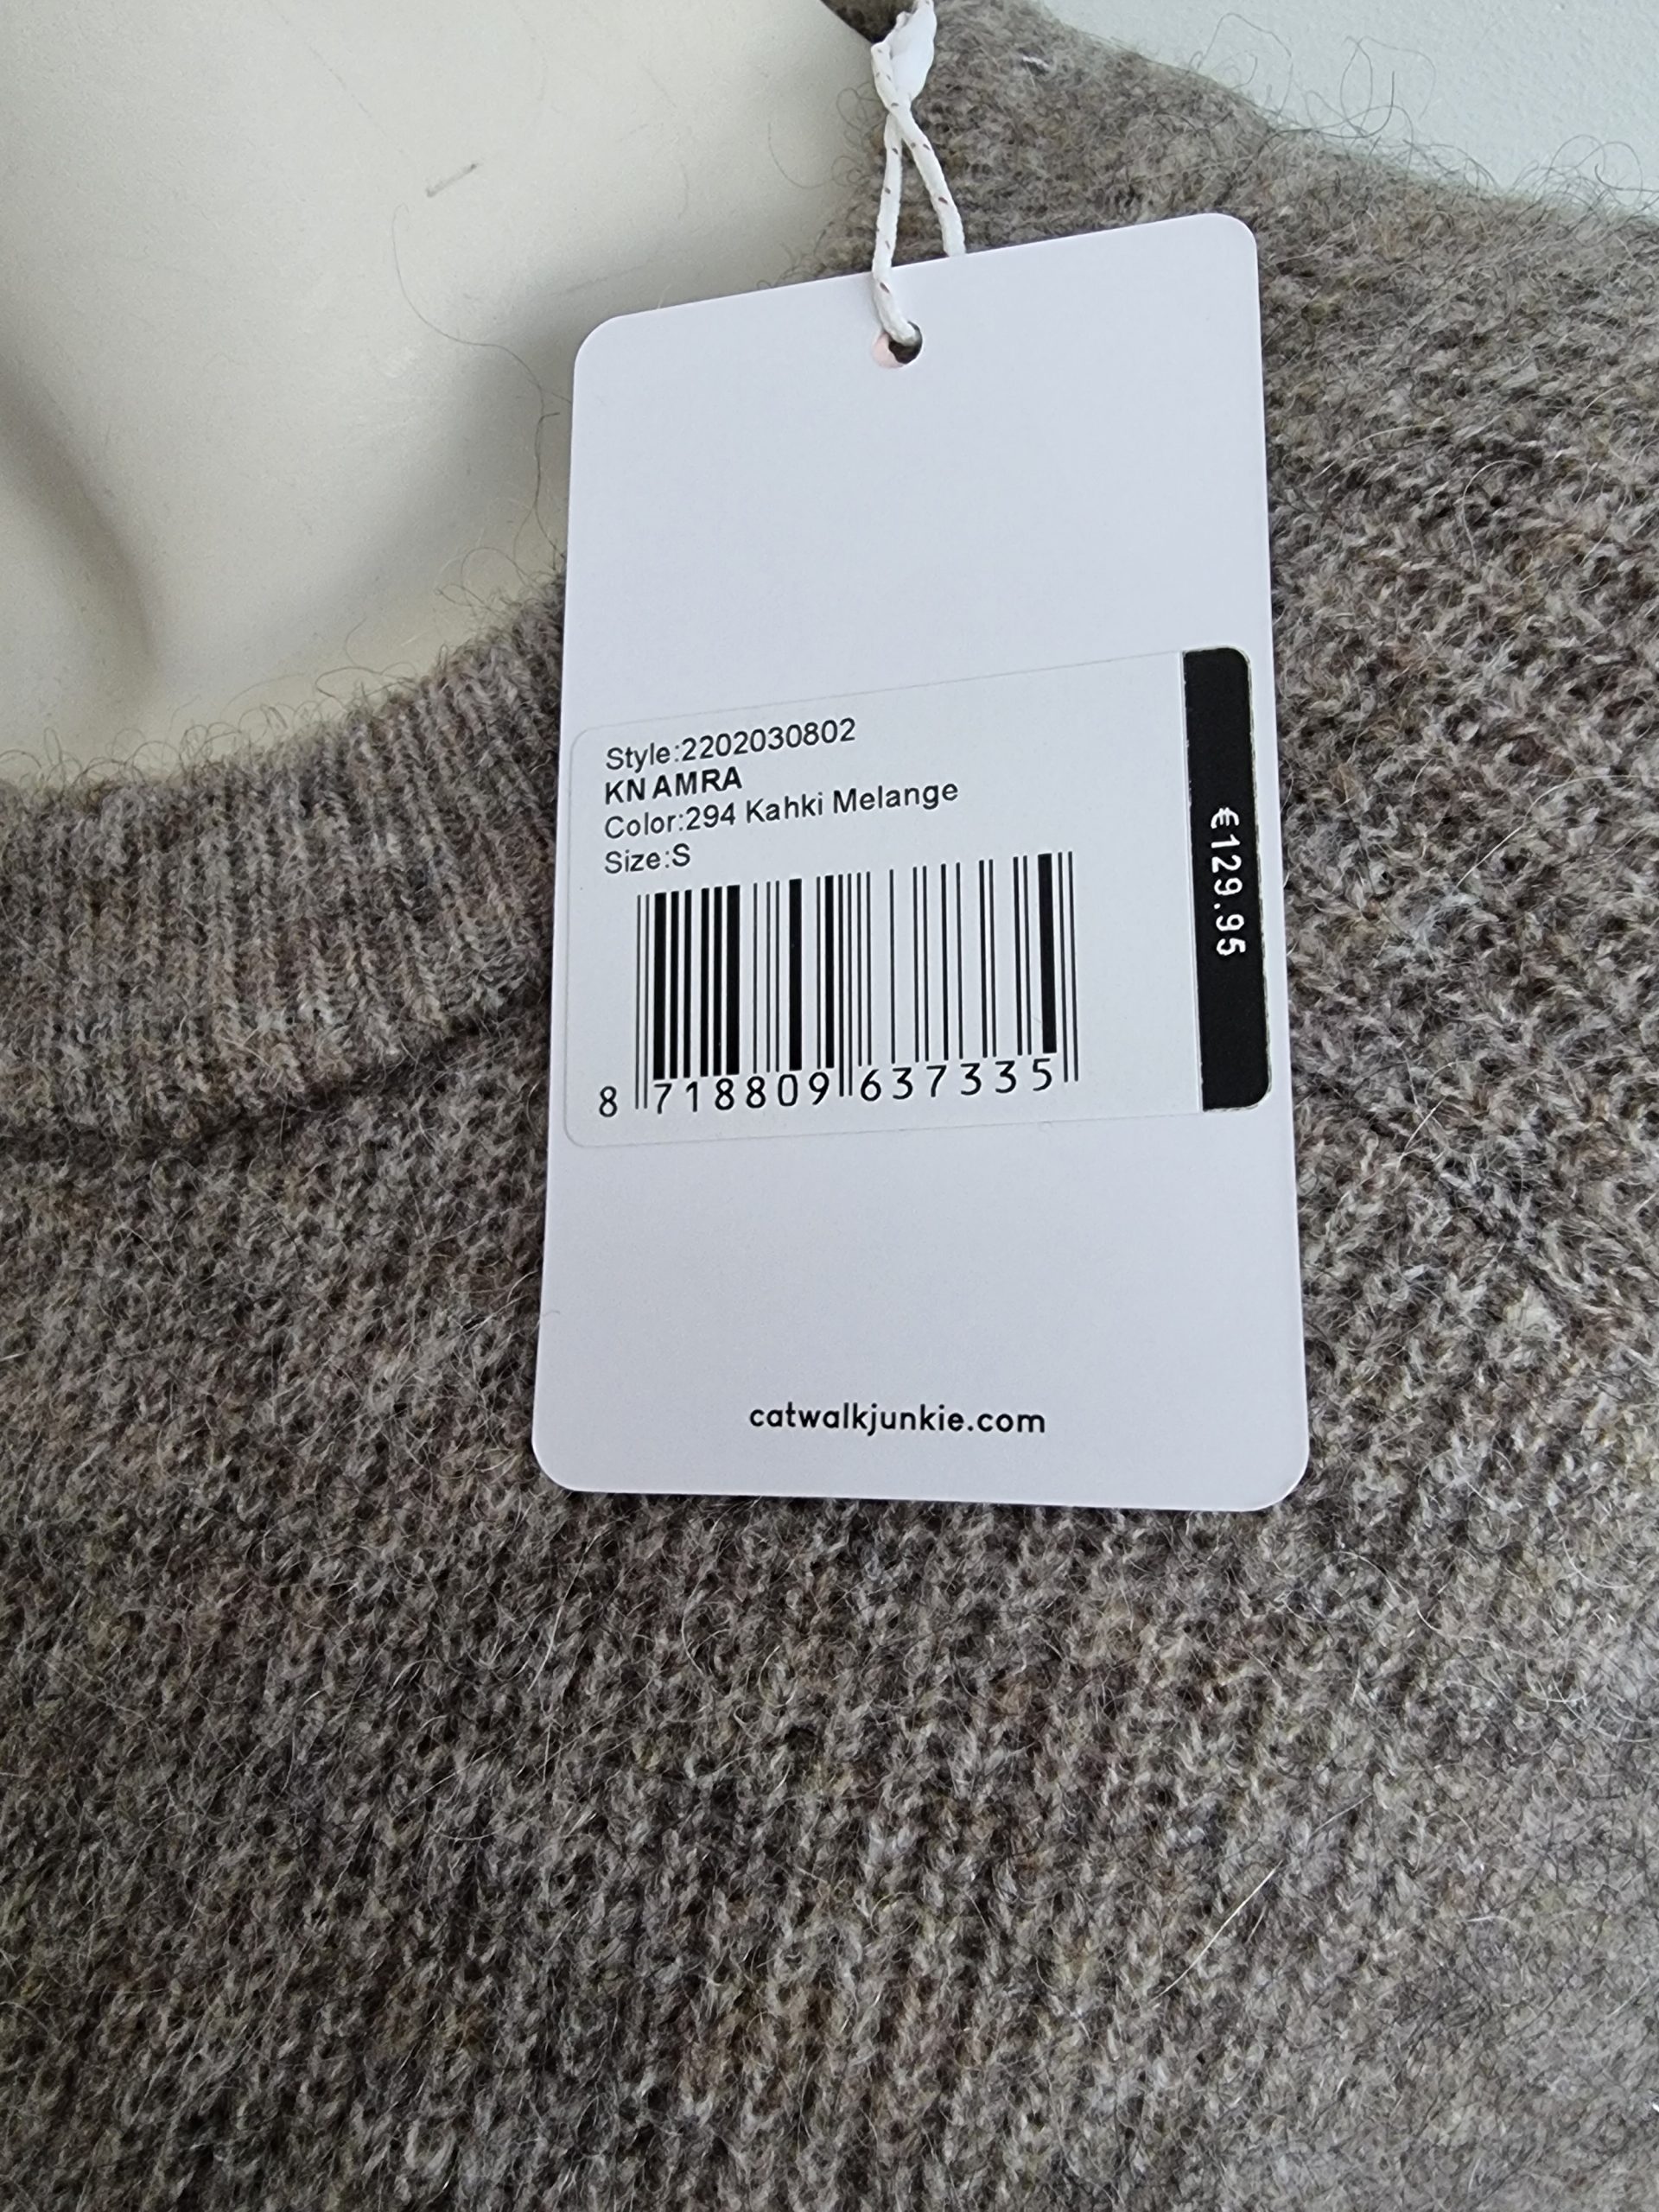 Style:2202030802
KN AMRA
Color:294 Kahki Melange
Size:S
8 718809 637335
€129.95
catwalkjunkie.com